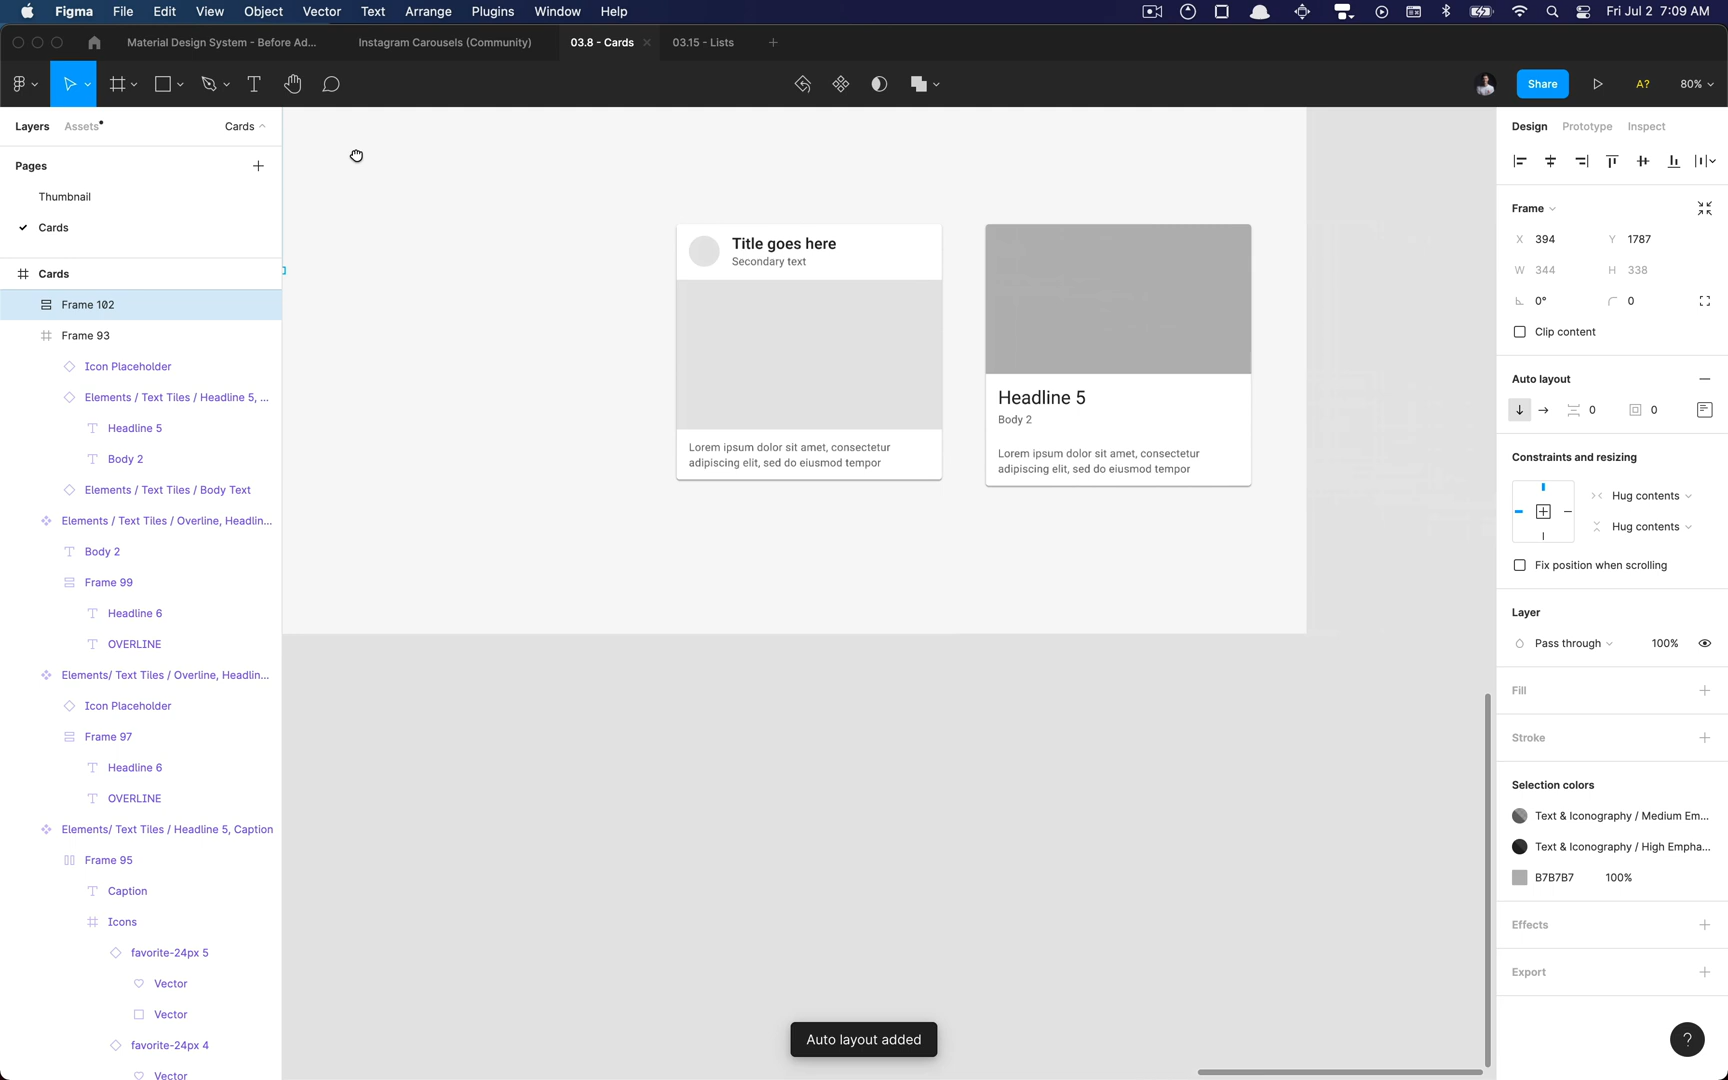 Figma File Edit View Object Vector Text Arrange Plugins Window Help Fri Jul 2 7:09 AM
Material Design System - Before Ad... Instagram Carousels (Community) 03.8 - Cards 03.15 - Lists
Share A? 80%
Layers Assets Cards
Pages
Thumbnail
Cards
Cards
Frame 102
Frame 93
Icon Placeholder
Elements / Text Tiles / Headline 5, ...
Headline 5
Body 2
Elements / Text Tiles / Body Text
Elements / Text Tiles / Overline, Headlin...
Body 2
Frame 99
Headline 6
OVERLINE
Elements/ Text Tiles / Overline, Headlin...
Icon Placeholder
Frame 97
Headline 6
OVERLINE
Elements/ Text Tiles / Headline 5, Caption
Frame 95
Caption
Icons
favorite-24px 5
Vector
Vector
favorite-24px 4
Vector
Title goes here
Secondary text
Lorem ipsum dolor sit amet, consectetur
adipiscing elit, sed do eiusmod tempor
Headline 5
Body 2
Lorem ipsum dolor sit amet, consectetur
adipiscing elit, sed do eiusmod tempor
Auto layout added
Design Prototype Inspect
Frame
X 394 Y 1787
W 344 H 338
0° 0
Clip content
Auto layout
0 0
Constraints and resizing
Hug contents
Hug contents
Fix position when scrolling
Layer
Pass through 100%
Fill
Stroke
Selection colors
Text & Iconography / Medium Em...
Text & Iconography / High Empha...
B7B7B7 100%
Effects
Export
?